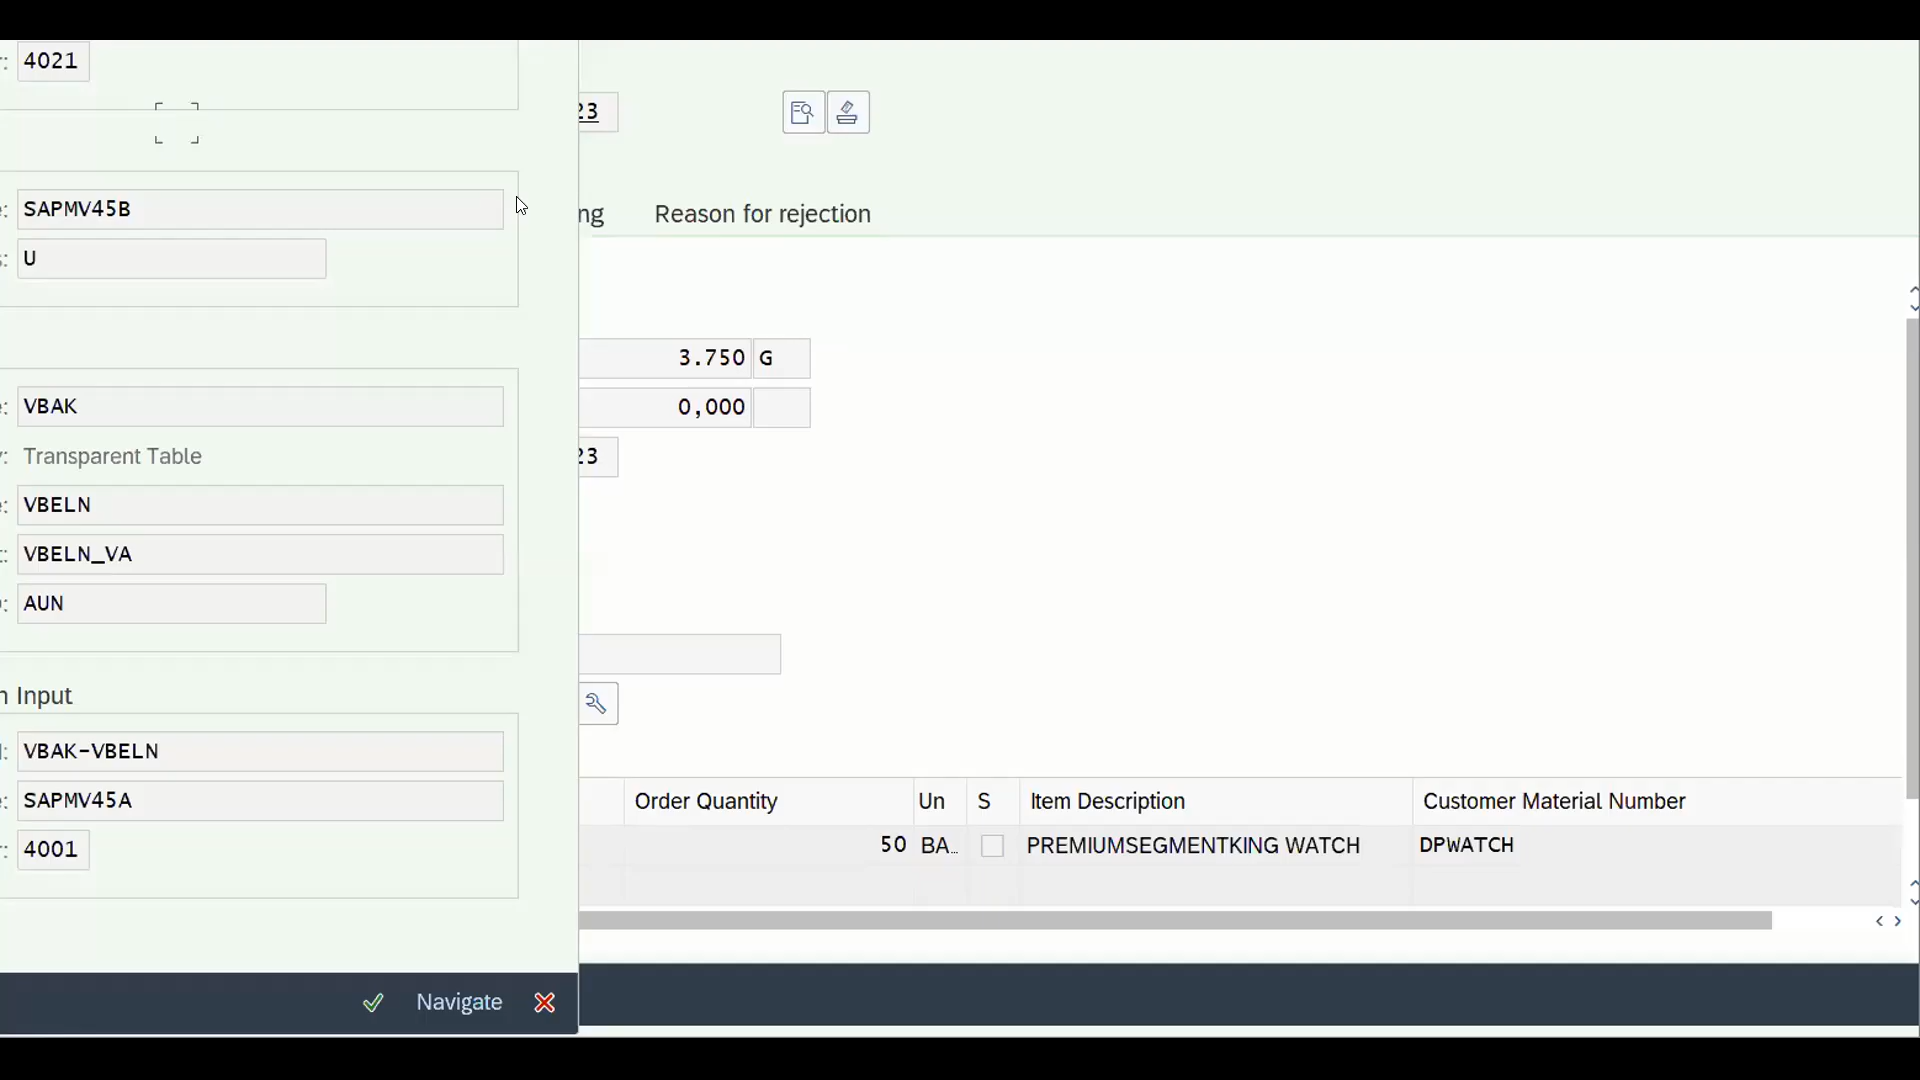 4021
23
SAPMV45B
ng Reason for rejection
U
3.750 G
VBAK
0,000
Transparent Table
23
VBELN
VBELN_VA
AUN
n Input
VBAK-VBELN
SAPMV45A
Order Quantity Un S Item Description Customer Material Number
4001
50 BA... PREMIUMSEGMENTKING WATCH DPWATCH
Navigate